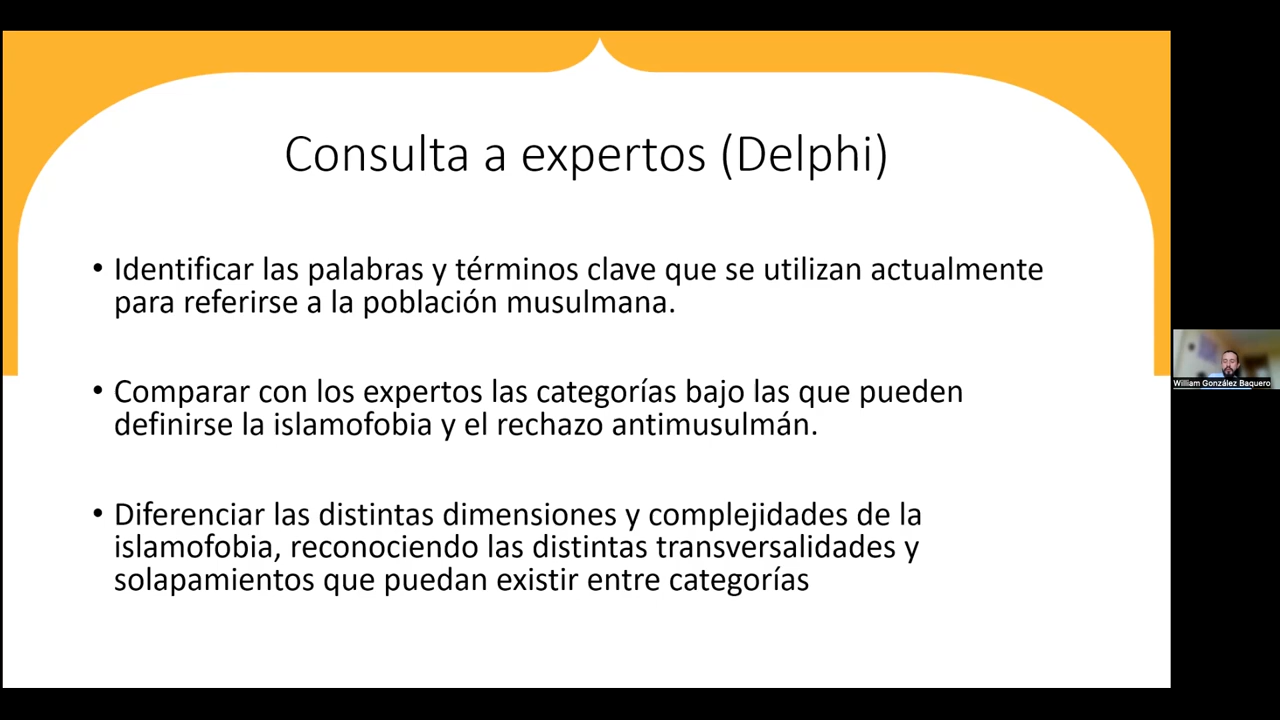 Consulta a expertos (Delphi)
• Identificar las palabras y términos clave que se utilizan actualmente
para referirse a la población musulmana.
• Comparar con los expertos las categorías bajo las que pueden
definirse la islamofobia y el rechazo antimusulmán.
• Diferenciar las distintas dimensiones y complejidades de la
islamofobia, reconociendo las distintas transversalidades y
solapamientos que puedan existir entre categorías
William González Baquero